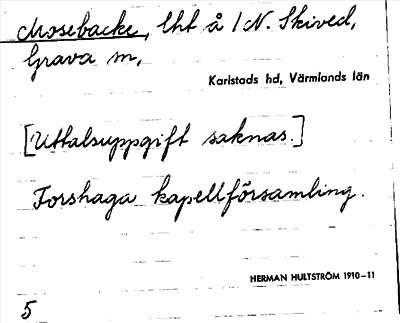 Mosebacke, lht å 1 N. Skived,
Grava sn,
Karlstads hd, Värmlands län
[Uttalsuppgift saknas.]
Forshaga kapellförsamling.
HERMAN HULTSTRÖM 1910–11
5